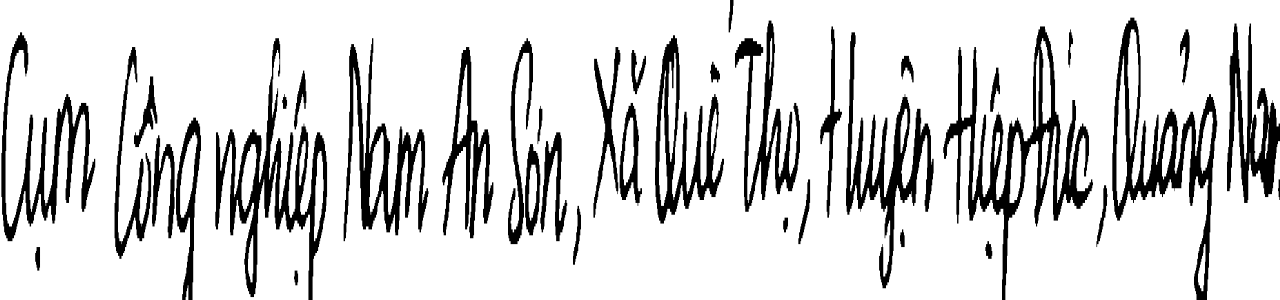 Cụm Công nghiệp Nam An Sơn, Xã Quế Thọ, Huyện Hiệp Đức, Quảng Nam